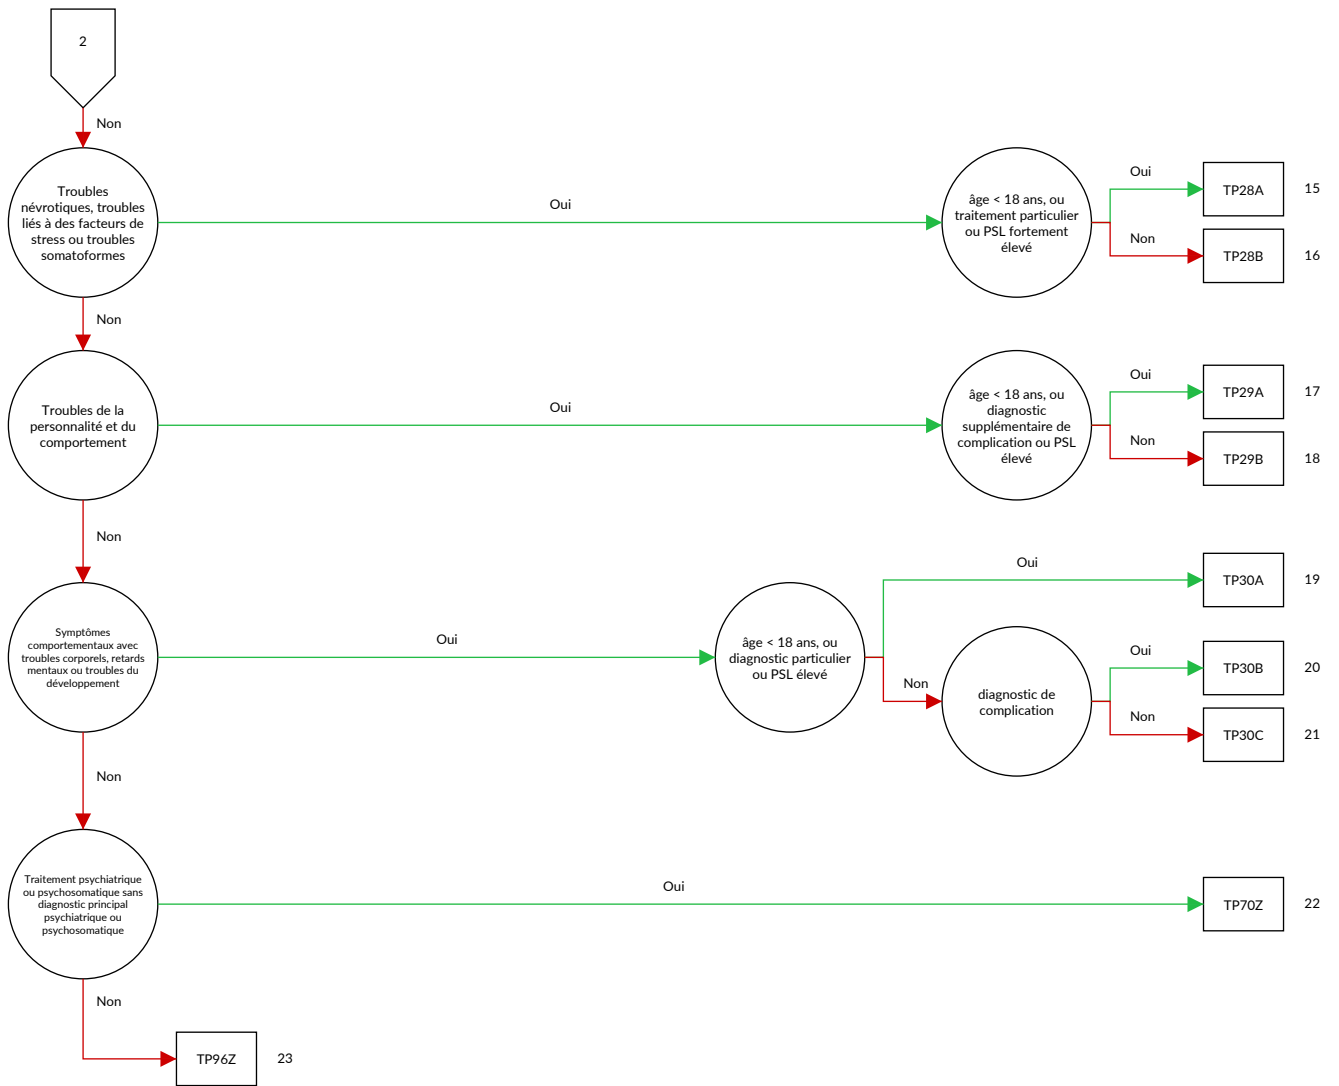 2
Non
Troubles
névrotiques, troubles
liés à des facteurs de
stress ou troubles
somatoformes
Oui
âge < 18 ans, ou
traitement particulier
ou PSL fortement
élevé
Oui
TP28A
15
Non
TP28B
16
Non
Troubles de la
personnalité et du
comportement
Oui
âge < 18 ans, ou
diagnostic
supplémentaire de
complication ou PSL
élevé
Oui
TP29A
17
Non
TP29B
18
Non
Symptômes
comportementaux avec
troubles corporels, retards
mentaux ou troubles du
développement
Oui
âge < 18 ans, ou
diagnostic particulier
ou PSL élevé
Oui
TP30A
19
Non
diagnostic de
complication
Oui
TP30B
20
Non
TP30C
21
Non
Traitement psychiatrique
ou psychosomatique sans
diagnostic principal
psychiatrique ou
psychosomatique
Oui
TP70Z
22
Non
TP96Z
23